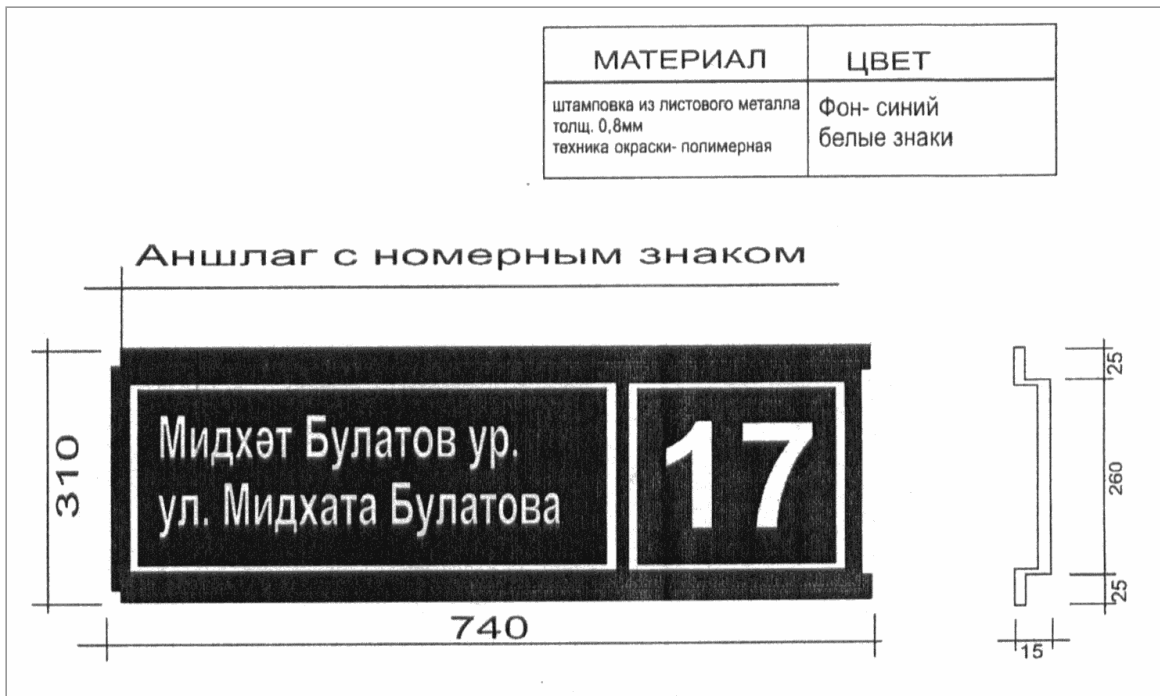 МАТЕРИАЛ
ЦВЕТ
штамповка из листового металла
толщ. 0,8мм
техника окраски- полимерная
Фон- синий
белые знаки
Аншлаг с номерным знаком
310
Мидхәт Булатов ур.
ул. Мидхата Булатова
17
740
25
260
25
15